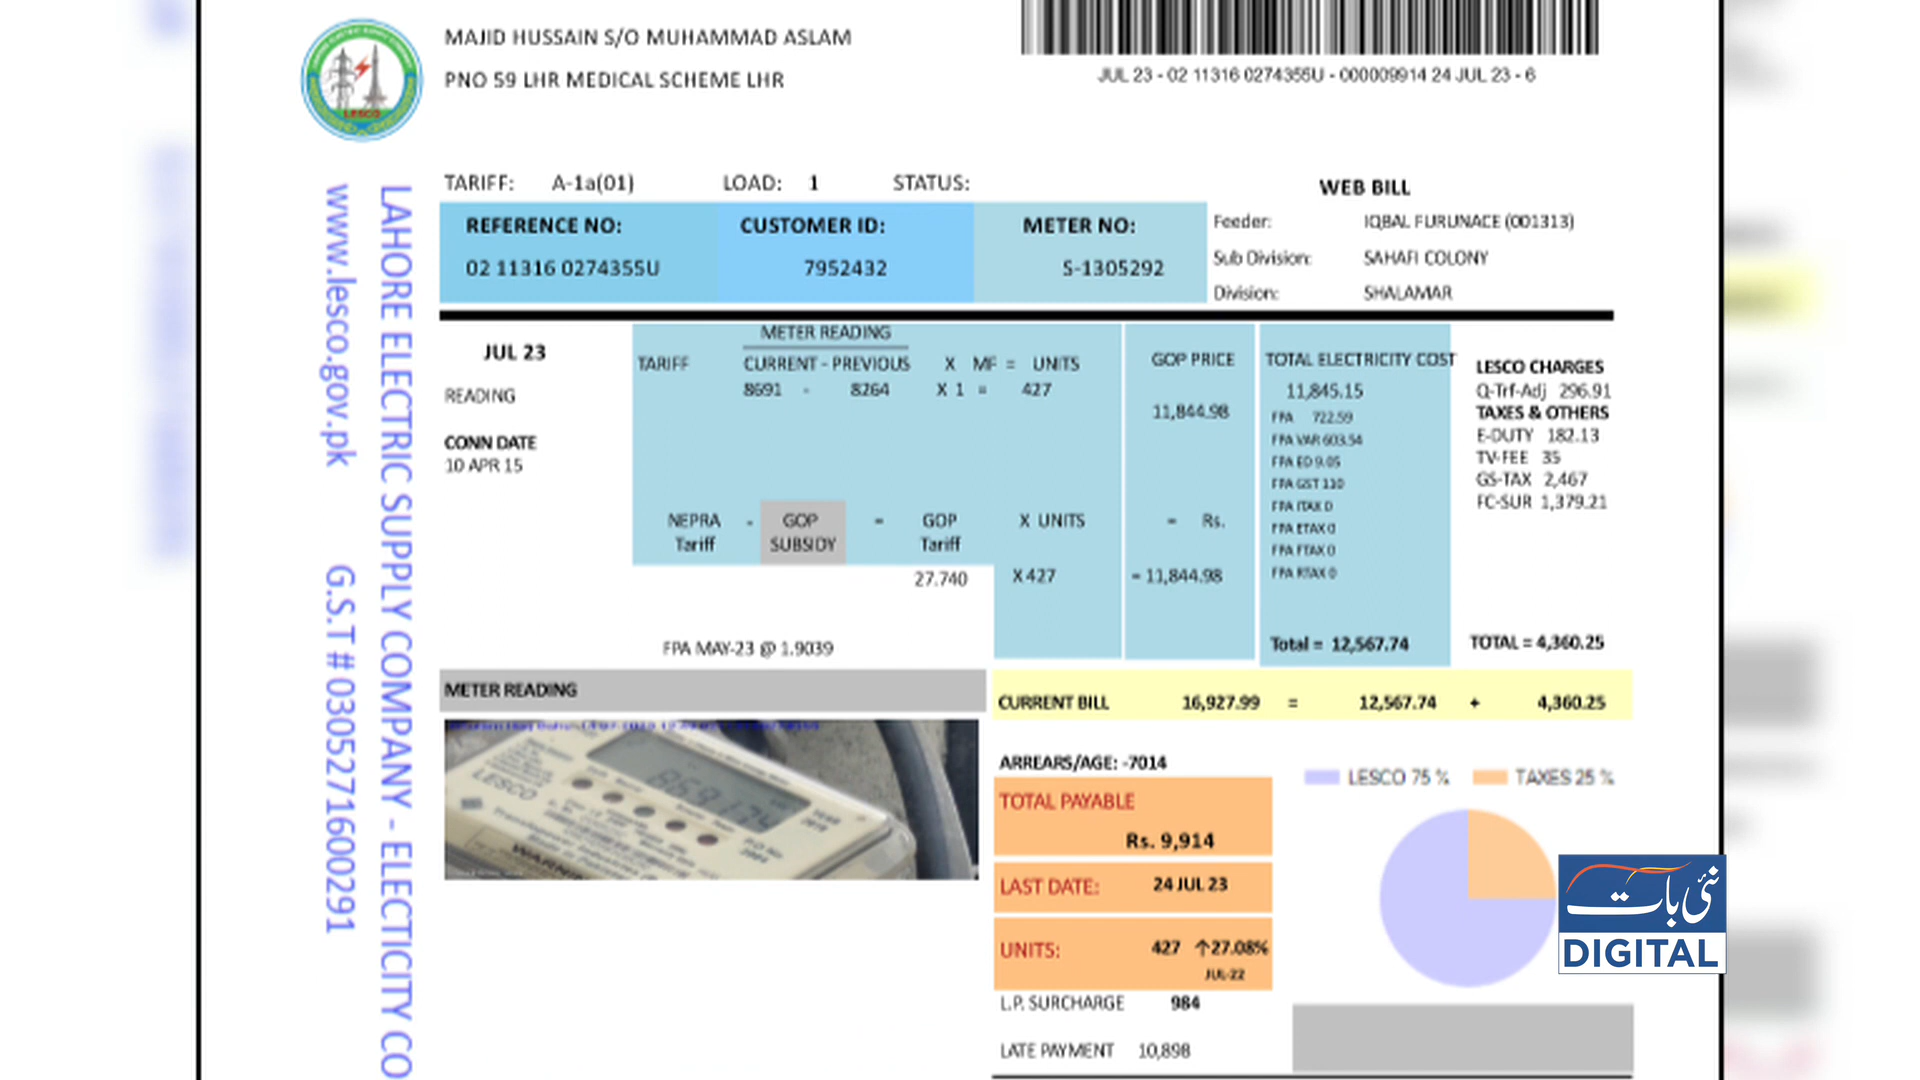 MAJID HUSSAIN S/O MUHAMMAD ASLAM
PNO 59 LHR MEDICAL SCHEME LHR
JUL 23 - 02 11316 0274355U - 000009914 24 JUL 23 - 6
LESCO
LAHORE ELECTRIC SUPPLY COMPANY - ELECTICITY CO
www.lesco.gov.pk G.S.T # 0305271600291
TARIFF: A-1a(01) LOAD: 1 STATUS:
WEB BILL
REFERENCE NO: CUSTOMER ID: METER NO:
02 11316 0274355U 7952432 S-1305292
Feeder: IQBAL FURUNACE (001313)
Sub Division: SAHAFI COLONY
Division: SHALAMAR
JUL 23
READING
CONN DATE
10 APR 15
METER READING
TARIFF CURRENT - PREVIOUS X MF = UNITS
8691 - 8264 X 1 = 427
NEPRA Tariff - GOP SUBSIDY = GOP Tariff X UNITS = Rs.
27.740 X 427 = 11,844.98
FPA MAY-23 @ 1.9039
GOP PRICE
11,844.98
TOTAL ELECTRICITY COST
11,845.15
FPA 722.59
FPA VAR 603.54
FPA ED 9.05
FPA GST 110
FPA ITAX 0
FPA ETAX 0
FPA FTAX 0
FPA RTAX 0
Total = 12,567.74
LESCO CHARGES
Q-Trf-Adj 296.91
TAXES & OTHERS
E-DUTY 182.13
TV-FEE 35
GS-TAX 2,467
FC-SUR 1,379.21
TOTAL = 4,360.25
METER READING
CURRENT BILL 16,927.99 = 12,567.74 + 4,360.25
LESCO
ARREARS/AGE: -7014
TOTAL PAYABLE
Rs. 9,914
LAST DATE: 24 JUL 23
UNITS: 427 ↑27.08%
JUL-22
L.P. SURCHARGE 984
LATE PAYMENT 10,898
LESCO 75 % TAXES 25 %
نئی بات
DIGITAL